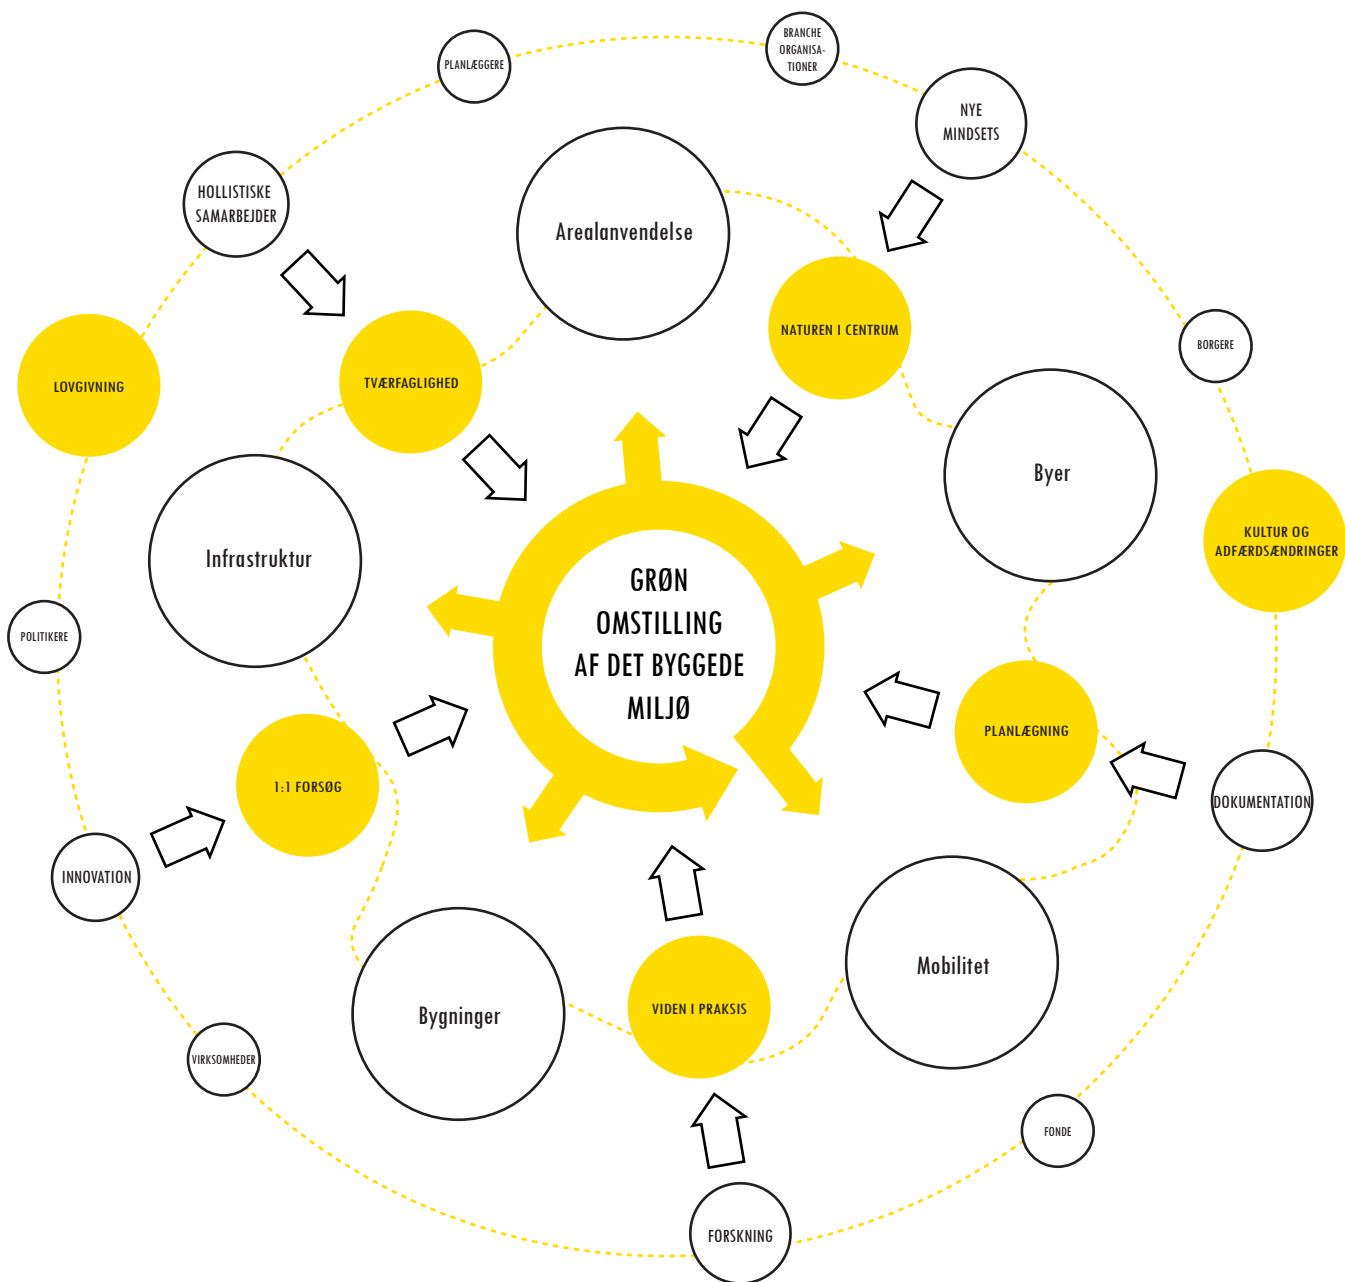 BRANCHE
ORGANISA-
TIONER
PLANLÆGGERE
NYE
MINDSETS
HOLLISTISKE
SAMARBEJDER
Arealanvendelse
NATUREN I CENTRUM
BORGERE
LOVGIVNING
TVÆRFAGLIGHED
Byer
KULTUR OG
ADFÆRDSÆNDRINGER
Infrastruktur
GRØN
OMSTILLING
AF DET BYGGEDE
MILJØ
POLITIKERE
PLANLÆGNING
1:1 FORSØG
DOKUMENTATION
INNOVATION
Mobilitet
Bygninger
VIDEN I PRAKSIS
VIRKSOMHEDER
FONDE
FORSKNING